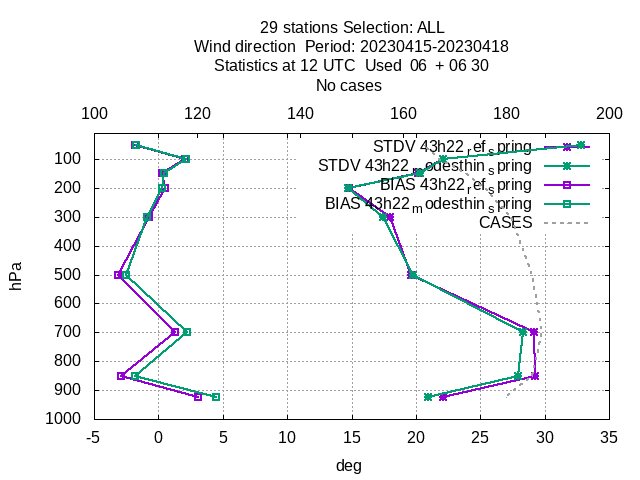 29 stations Selection: ALL
Wind direction  Period: 20230415-20230418
Statistics at 12 UTC  Used  06  + 06 30
No cases
100 120 140 160 180 200
STDV 43h22_ref_spring
STDV 43h22_modesthin_spring
BIAS 43h22_ref_spring
BIAS 43h22_modesthin_spring
CASES
hPa
100
200
300
400
500
600
700
800
900
1000
-5 0 5 10 15 20 25 30 35
deg